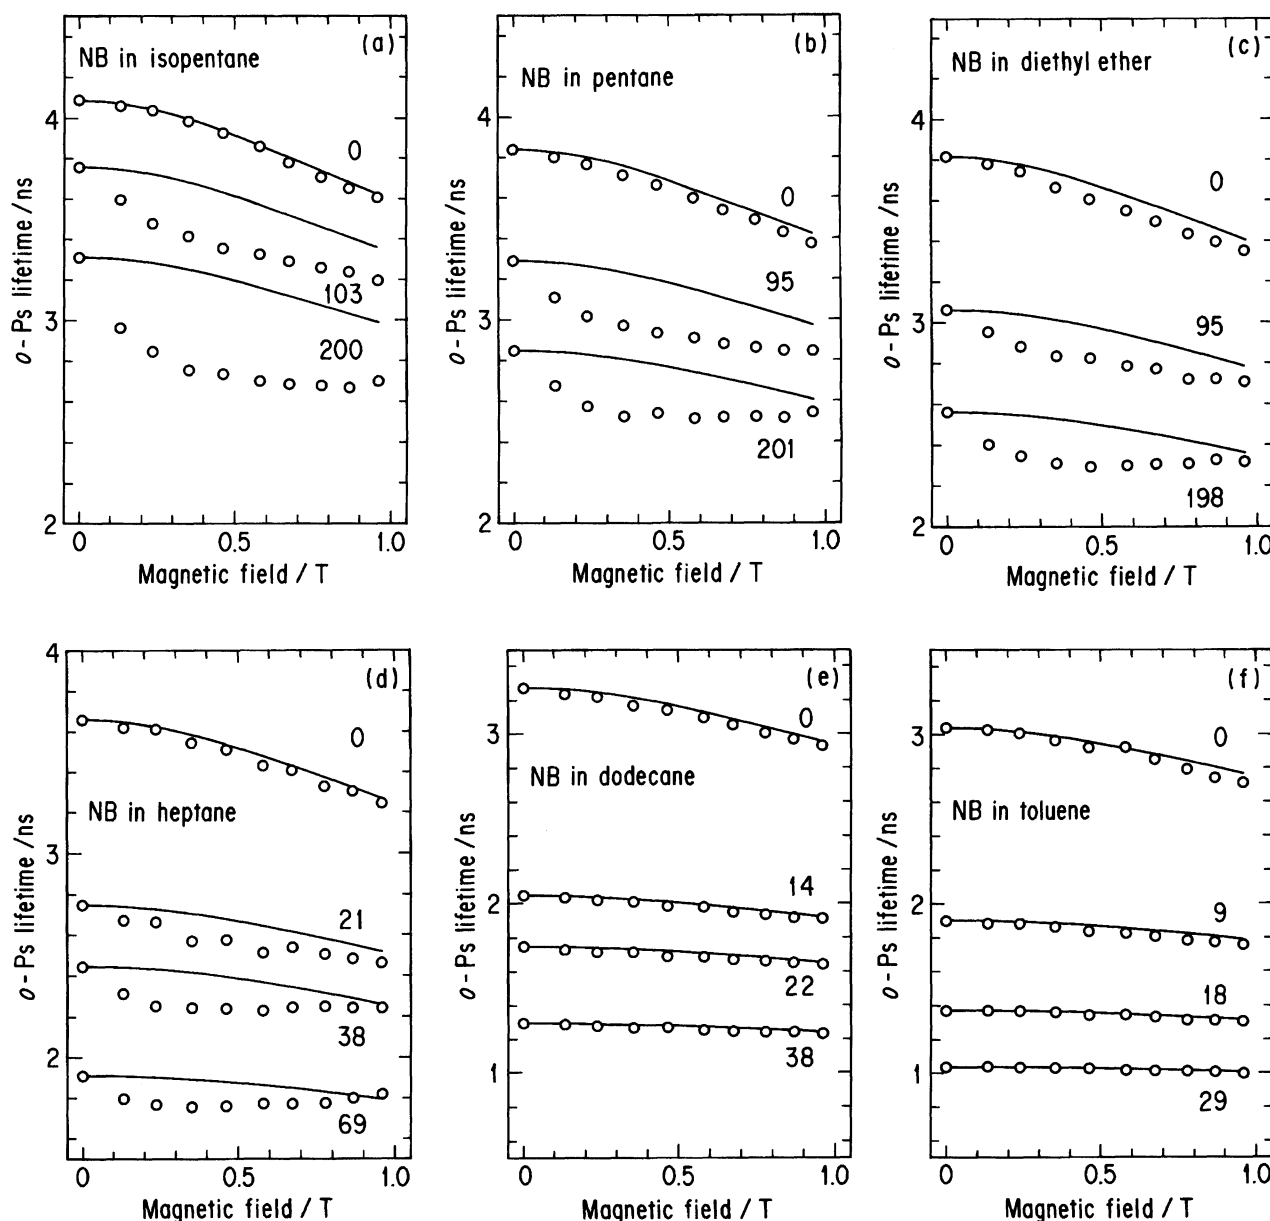 (a)
NB in isopentane
0
103
200
4
3
2
o-Ps lifetime /ns
0 0.5 1.0
Magnetic field / T
(b)
NB in pentane
0
95
201
4
3
2
o-Ps lifetime /ns
0 0.5 1.0
Magnetic field / T
(c)
NB in diethyl ether
0
95
198
4
3
2
o-Ps lifetime /ns
0 0.5 1.0
Magnetic field / T
(d)
0
NB in heptane
21
38
69
4
3
2
o-Ps lifetime /ns
0 0.5 1.0
Magnetic field / T
(e)
0
NB in dodecane
14
22
38
3
2
1
o-Ps lifetime /ns
0 0.5 1.0
Magnetic field / T
(f)
0
NB in toluene
9
18
29
3
2
1
o-Ps lifetime /ns
0 0.5 1.0
Magnetic field / T